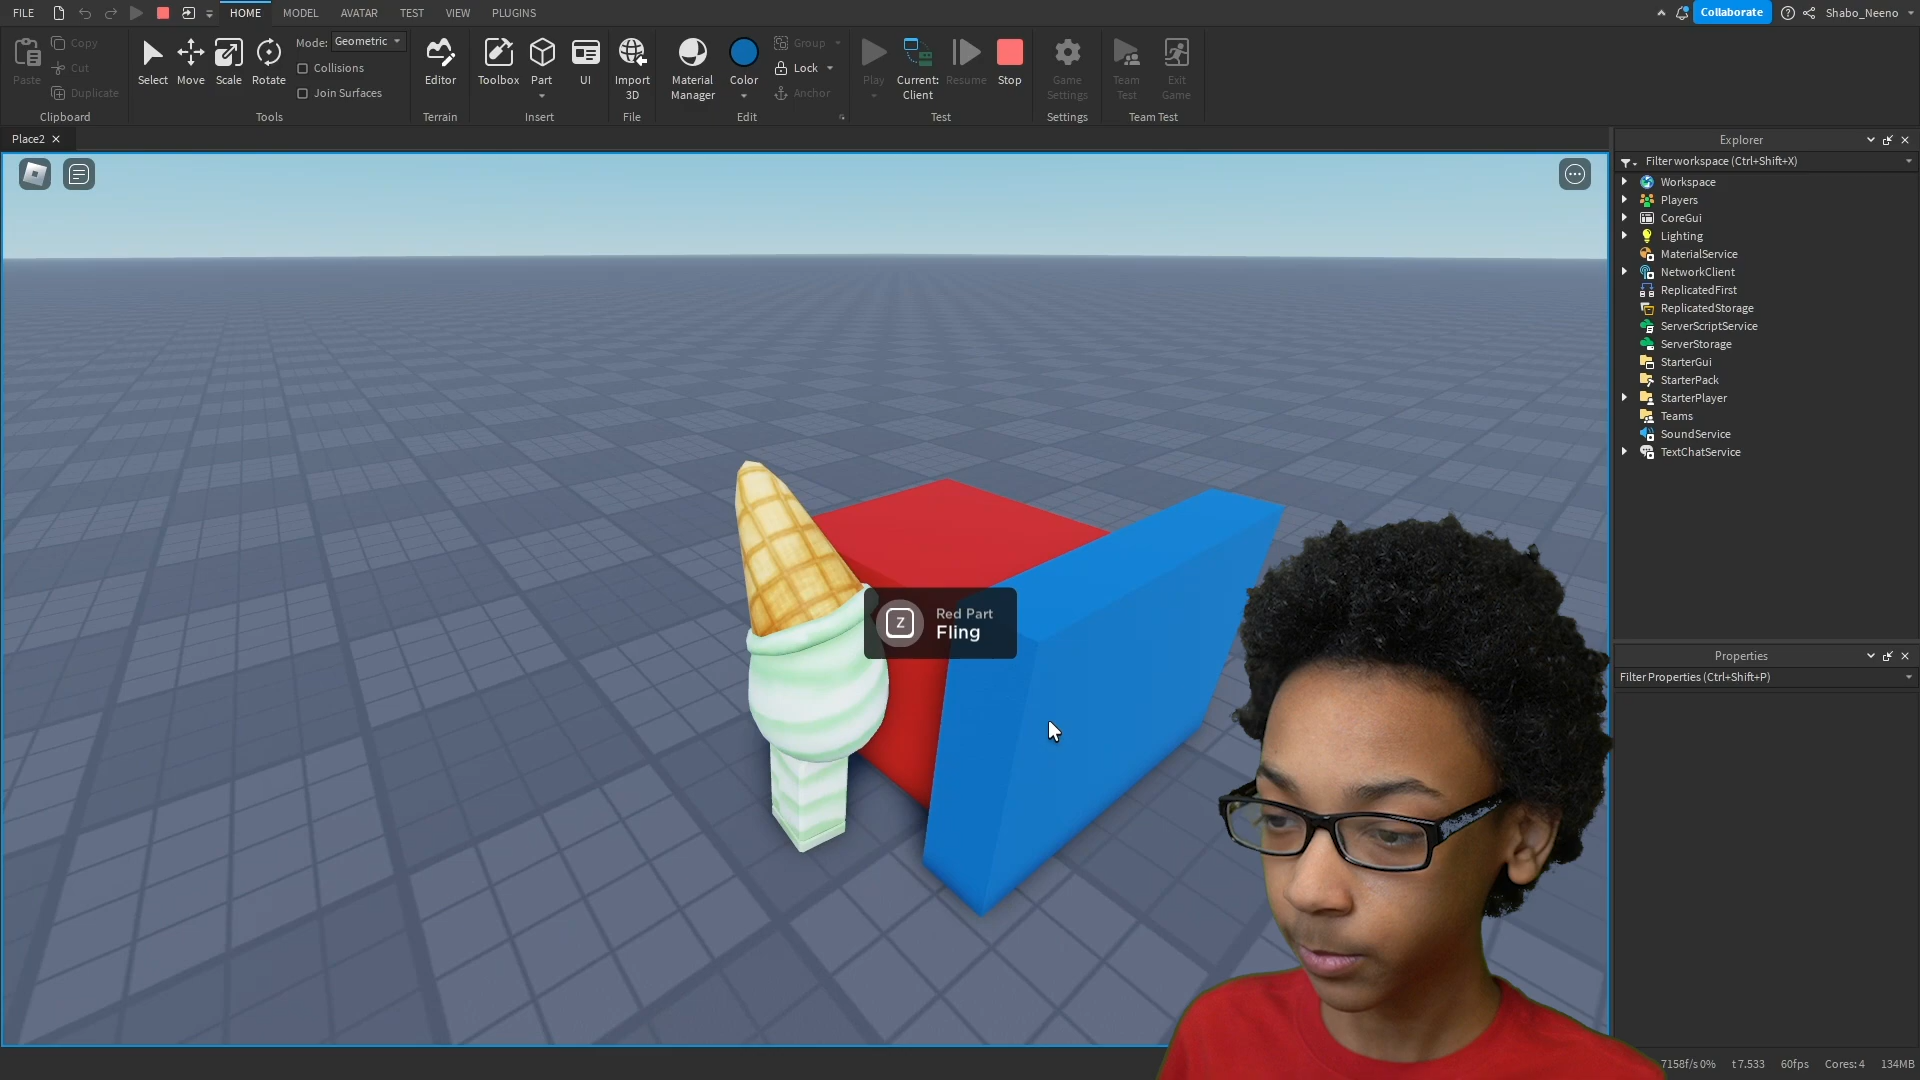 FILE
HOME
MODEL
AVATAR
TEST
VIEW
PLUGINS
Collaborate
Shabo_Neeno
Paste
Copy
Cut
Duplicate
Clipboard
Select
Move
Scale
Rotate
Mode:
Geometric
Collisions
Join Surfaces
Tools
Editor
Terrain
Toolbox
Part
UI
Insert
Import
3D
File
Material
Manager
Color
Group
Lock
Anchor
Edit
Play
Current:
Client
Resume
Stop
Test
Game
Settings
Settings
Team
Test
Exit
Game
Team Test
Place2
Explorer
Filter workspace (Ctrl+Shift+X)
Workspace
Players
CoreGui
Lighting
MaterialService
NetworkClient
ReplicatedFirst
ReplicatedStorage
ServerScriptService
ServerStorage
StarterGui
StarterPack
StarterPlayer
Teams
SoundService
TextChatService
Z
Red Part
Fling
Properties
Filter Properties (Ctrl+Shift+P)
7158f/s 0%
t 7.533
60fps
Cores: 4
134MB